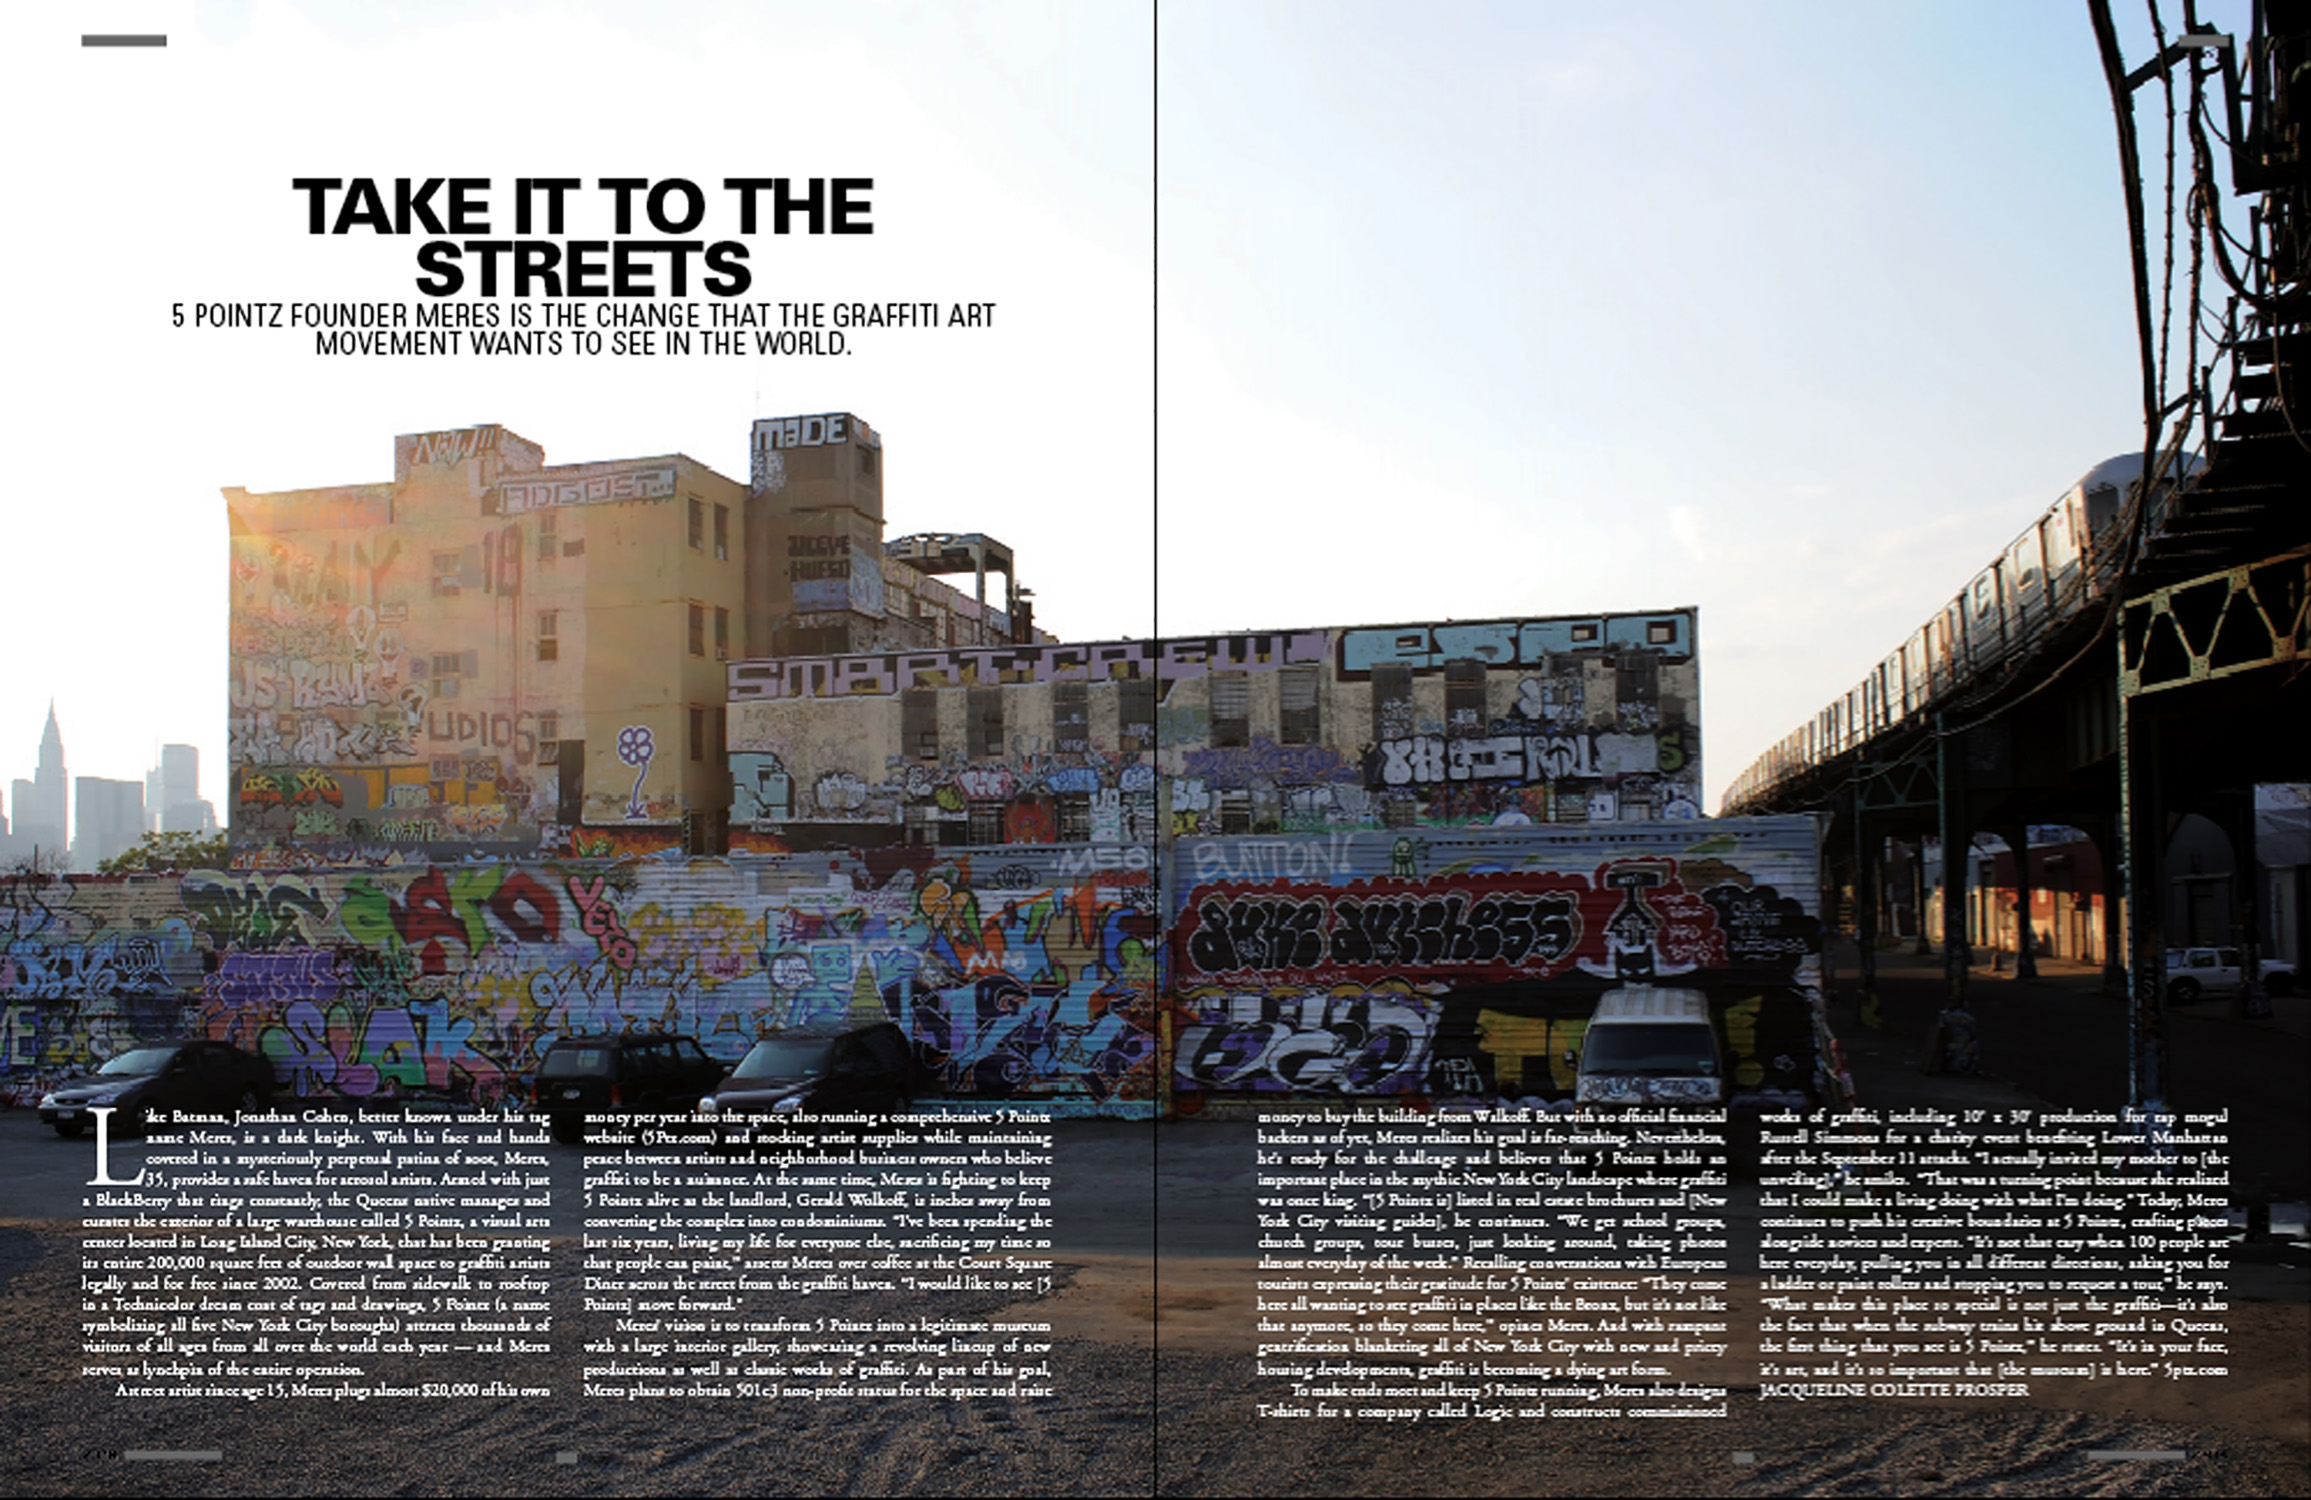 TAKE IT TO THE
STREETS
5 POINTZ FOUNDER MERES IS THE CHANGE THAT THE GRAFFITI ART
MOVEMENT WANTS TO SEE IN THE WORLD.
NOW!!!
MADE
SMART-CREW
BUTTON!
duke dutchess
Like Batman, Jonathan Cohen, better known under his tag
name Meres, is a dark knight. With his face and hands
covered in a mysteriously perpetual patina of soot, Meres,
35, provides a safe haven for aerosol artists. Armed with just
a BlackBerry that rings constantly, the Queens native manages and
curates the exterior of a large warehouse called 5 Pointz, a visual arts
center located in Long Island City, New York, that has been granting
its entire 200,000 square feet of outdoor wall space to graffiti artists
legally and for free since 2002. Covered from sidewalk to rooftop
in a Technicolor dream coat of tags and drawings, 5 Pointz (a name
symbolizing all five New York City boroughs) attracts thousands of
visitors of all ages from all over the world each year — and Meres
serves as lynchpin of the entire operation.
A street artist since age 15, Meres plugs almost $20,000 of his own
money per year into the space, also running a comprehensive 5 Pointz
website (5Ptz.com) and stocking artist supplies while maintaining
peace between artists and neighborhood business owners who believe
graffiti to be a nuisance. At the same time, Meres is fighting to keep
5 Pointz alive as the landlord, Gerald Walkoff, is inches away from
converting the complex into condominiums. “I’ve been spending the
last six years, living my life for everyone else, sacrificing my time so
that people can paint,” asserts Meres over coffee at the Court Square
Diner across the street from the graffiti haven. “I would like to see [5
Pointz] move forward.”
Meres’ vision is to transform 5 Pointz into a legitimate museum
with a large interior gallery, showcasing a revolving lineup of new
productions as well as classic works of graffiti. As part of his goal,
Meres plans to obtain 501c3 non-profit status for the space and raise
money to buy the building from Walkoff. But with no official financial
backers as of yet, Meres realizes his goal is far-reaching. Nevertheless,
he’s ready for the challenge and believes that 5 Pointz holds an
important place in the mythic New York City landscape where graffiti
was once king. “[5 Pointz is] listed in real estate brochures and [New
York City visiting guides], he continues. “We get school groups,
church groups, tour buses, just looking around, taking photos
almost everyday of the week.” Recalling conversations with European
tourists expressing their gratitude for 5 Pointz’ existence: “They come
here all wanting to see graffiti in places like the Bronx, but it’s not like
that anymore, so they come here,” opines Meres. And with rampant
gentrification blanketing all of New York City with new and pricey
housing developments, graffiti is becoming a dying art form.
To make ends meet and keep 5 Pointz running, Meres also designs
T-shirts for a company called Logic and constructs commissioned
works of graffiti, including 10’ x 30’ production for rap mogul
Russell Simmons for a charity event benefiting Lower Manhattan
after the September 11 attacks. “I actually invited my mother to [the
unveiling],” he smiles. “That was a turning point because she realized
that I could make a living doing with what I’m doing.” Today, Meres
continues to push his creative boundaries at 5 Pointz, crafting pieces
alongside novices and experts. “It’s not that easy when 100 people are
here everyday, pulling you in all different directions, asking you for
a ladder or paint rollers and stopping you to request a tour,” he says.
“What makes this place so special is not just the graffiti—it’s also
the fact that when the subway trains hit above ground in Queens,
the first thing that you see is 5 Pointz,” he states. “It’s in your face,
it’s art, and it’s so important that [the museum] is here.” 5ptz.com
JACQUELINE COLETTE PROSPER